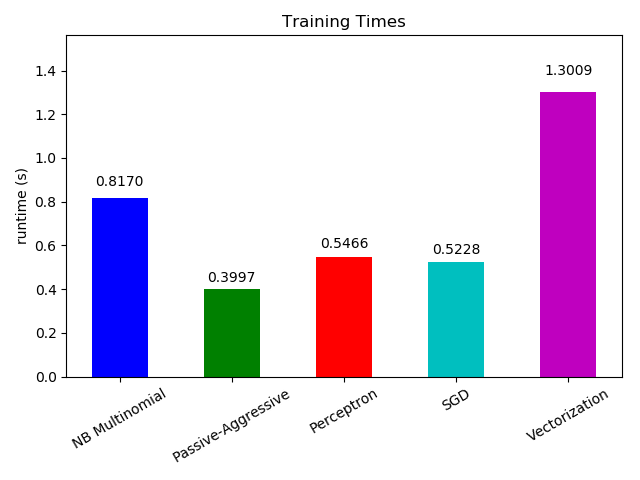 Training Times
runtime (s)
1.4
1.2
1.0
0.8
0.6
0.4
0.2
0.0
0.8170
0.3997
0.5466
0.5228
1.3009
NB Multinomial
Passive-Aggressive
Perceptron
SGD
Vectorization